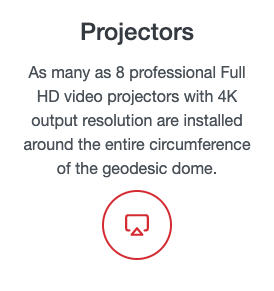 Projectors
As many as 8 professional Full
HD video projectors with 4K
output resolution are installed
around the entire circumference
of the geodesic dome.